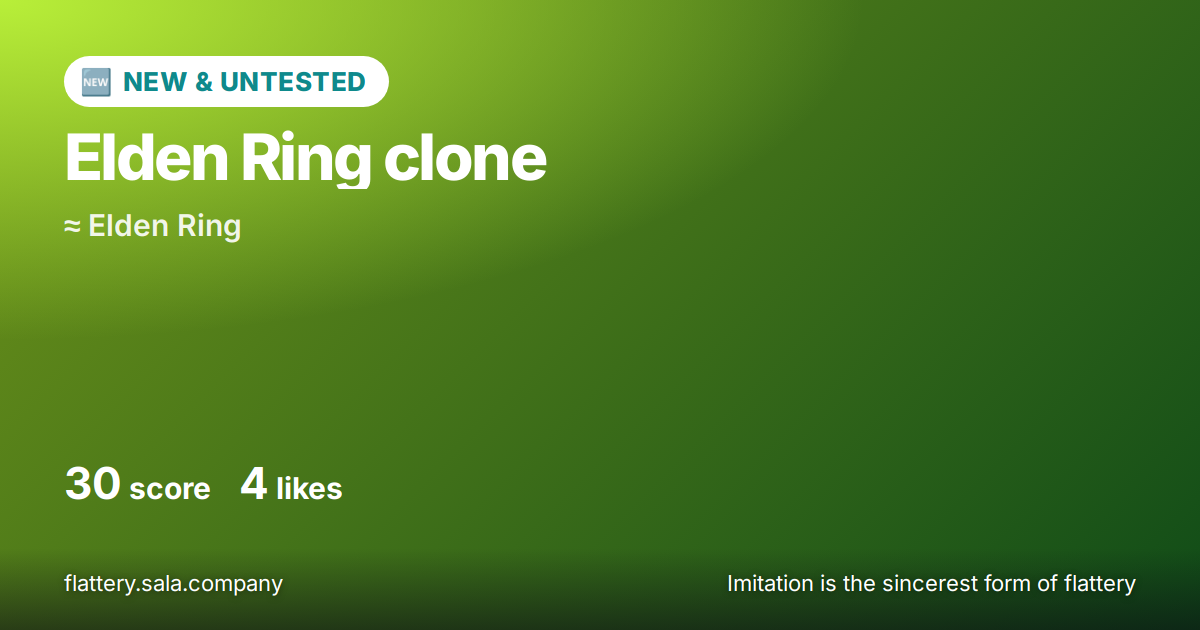 🆕 NEW & UNTESTED
Elden Ring clone
≈ Elden Ring
30 score 4 likes
flattery.sala.company
Imitation is the sincerest form of flattery